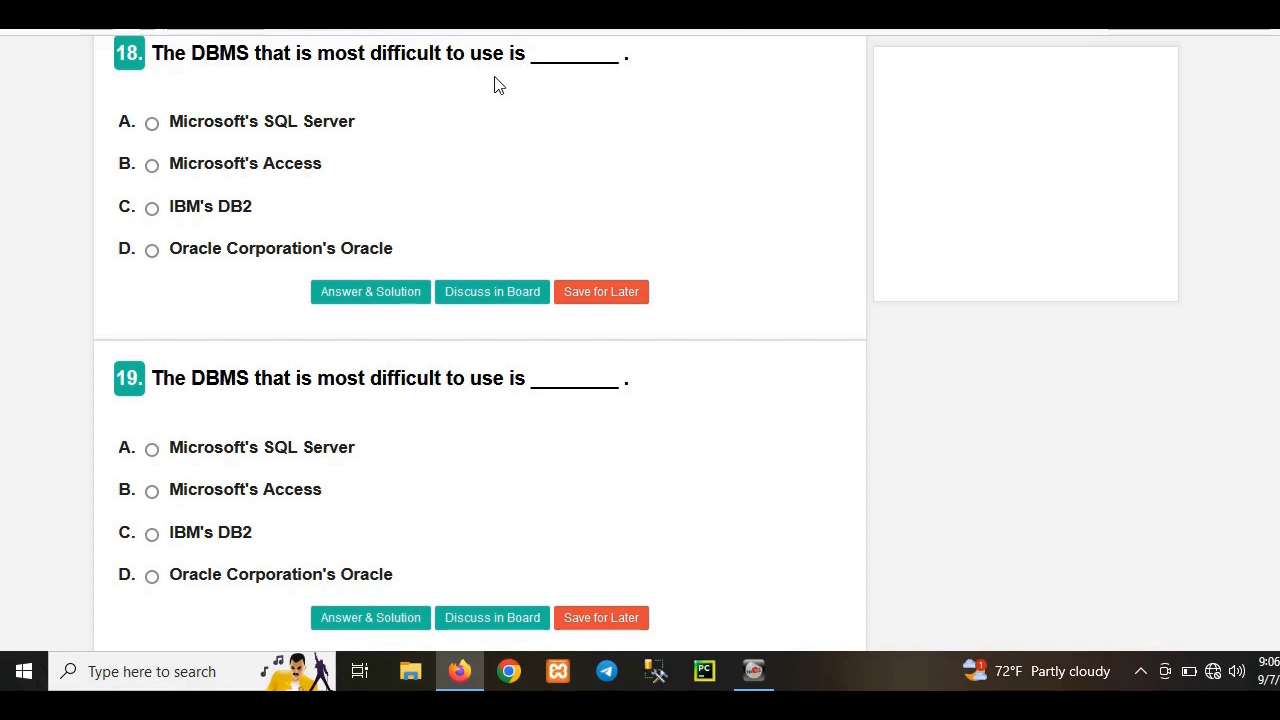 18. The DBMS that is most difficult to use is ________ .
A. Microsoft's SQL Server
B. Microsoft's Access
C. IBM's DB2
D. Oracle Corporation's Oracle
Answer & Solution Discuss in Board Save for Later
19. The DBMS that is most difficult to use is ________ .
A. Microsoft's SQL Server
B. Microsoft's Access
C. IBM's DB2
D. Oracle Corporation's Oracle
Answer & Solution Discuss in Board Save for Later
Type here to search PC 1 72°F Partly cloudy 9:06
9/7/